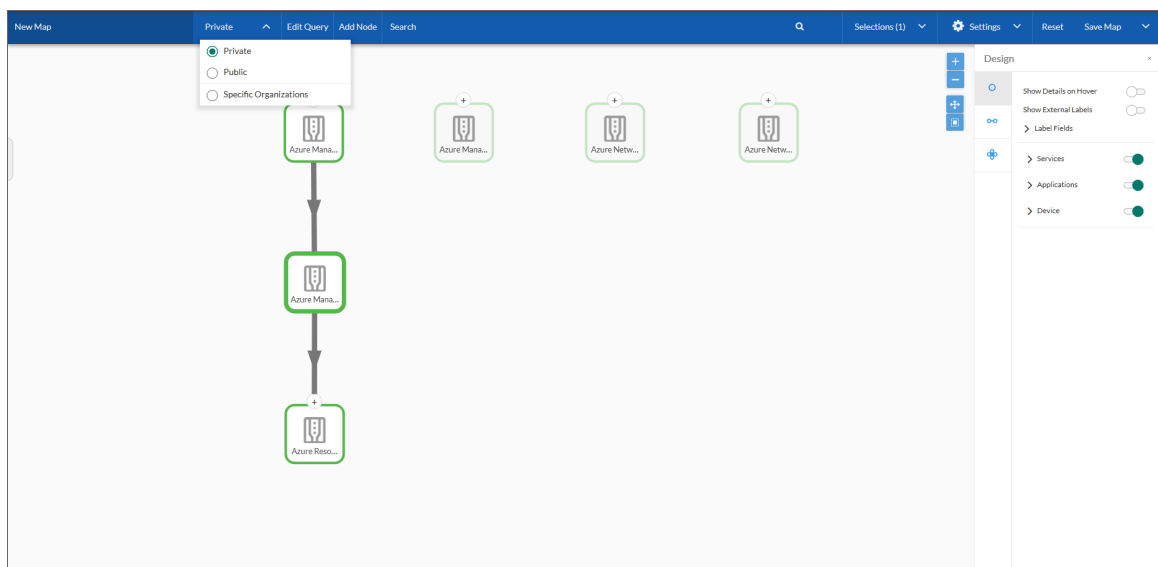 New Map
Private
Edit Query
Add Node
Search
Selections (1)
Settings
Reset
Save Map
Private
Public
Specific Organizations
Design
×
Show Details on Hover
Show External Labels
Label Fields
Services
Applications
Device
+
−
+
+
+
Azure Mana...
Azure Mana...
Azure Netw...
Azure Netw...
Azure Mana...
+
Azure Reso...